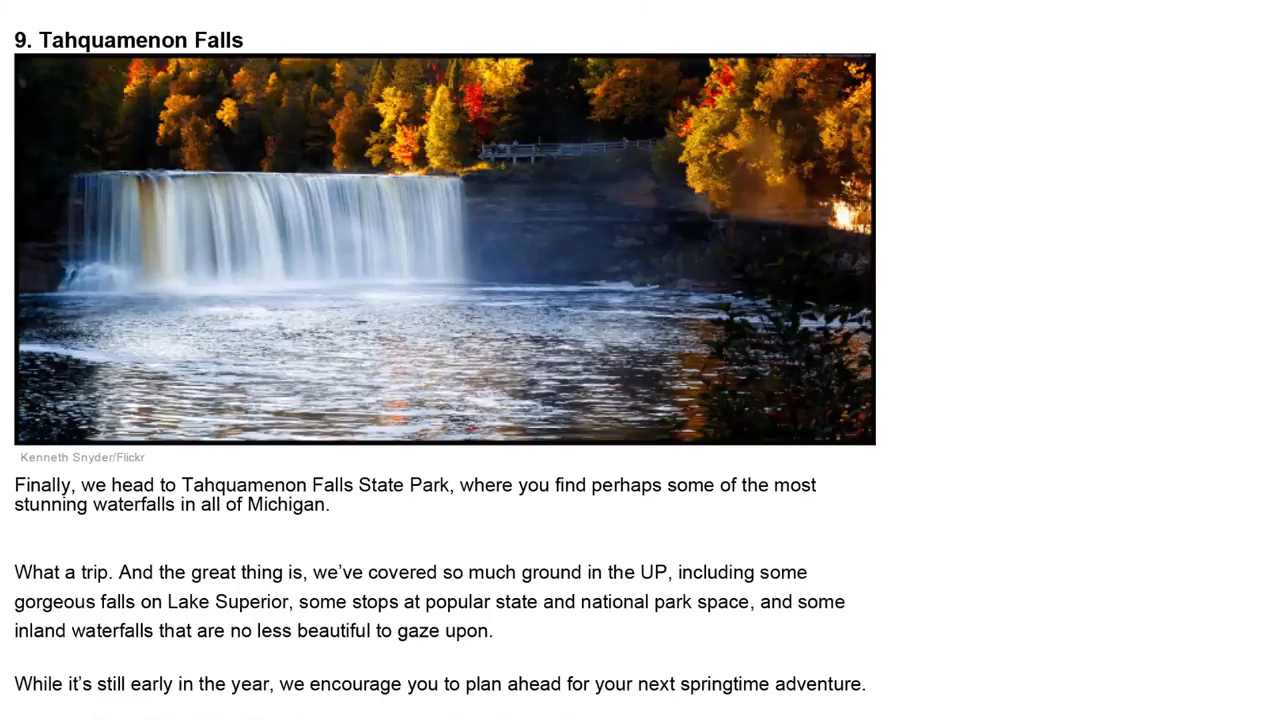 9. Tahquamenon Falls
Kenneth Snyder/Flickr
Finally, we head to Tahquamenon Falls State Park, where you find perhaps some of the most
stunning waterfalls in all of Michigan.
What a trip. And the great thing is, we’ve covered so much ground in the UP, including some
gorgeous falls on Lake Superior, some stops at popular state and national park space, and some
inland waterfalls that are no less beautiful to gaze upon.
While it’s still early in the year, we encourage you to plan ahead for your next springtime adventure.